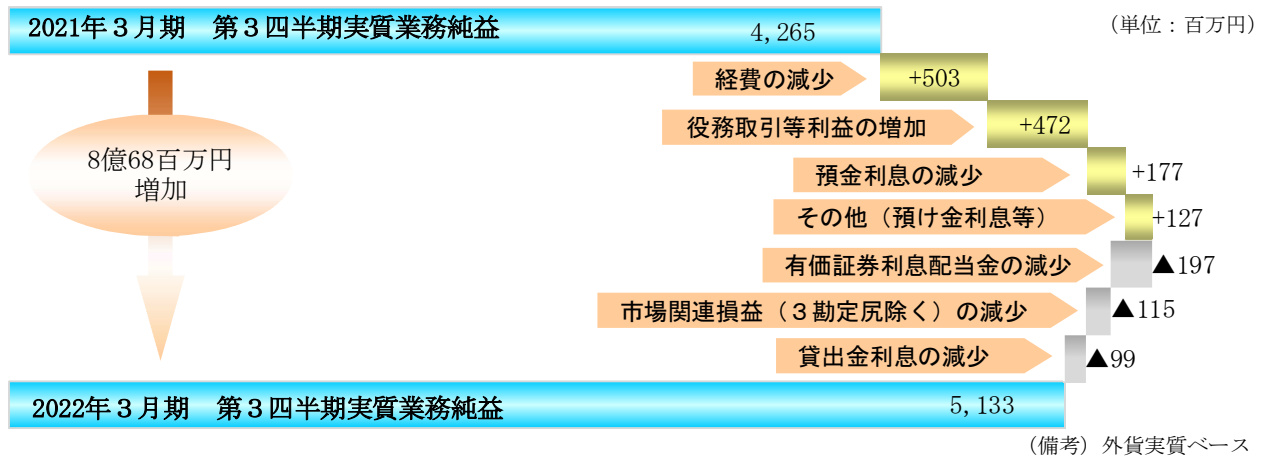 2021年３月期　第３四半期実質業務純益
4,265
（単位：百万円）
経費の減少
+503
役務取引等利益の増加
+472
8億68百万円
増加
預金利息の減少
+177
その他（預け金利息等）
+127
有価証券利息配当金の減少
▲197
市場関連損益（３勘定尻除く）の減少
▲115
貸出金利息の減少
▲99
2022年３月期　第３四半期実質業務純益
5,133
（備考）外貨実質ベース